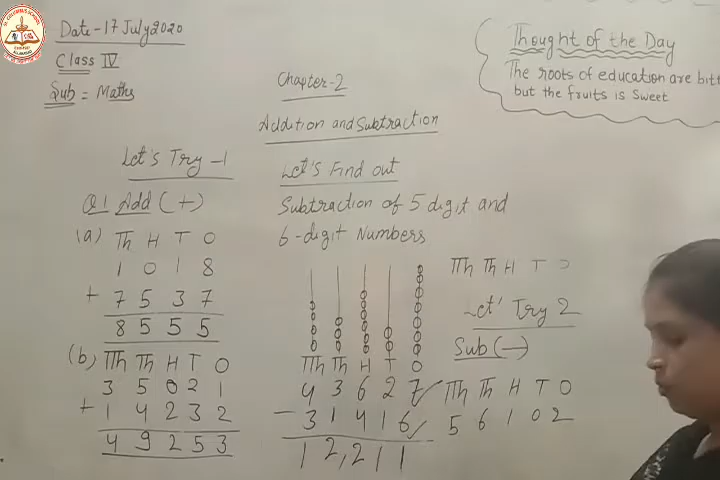 Date-17 July2020
Class IV
Sub = Maths
Chapter-2
Addition and Subtraction
Thought of the Day
The roots of education are bitt
but the fruits is sweet
Let's Try-1
Q1 Add (+)
(a) Th H T O
1 0 1 8
+ 7 5 3 7
8 5 5 5
(b) TTh Th H T O
3 5 0 2 1
+ 1 4 2 3 2
4 9 2 5 3
Let's Find out
Subtraction of 5 digit and
6-digit Numbers
TTh Th H T O
4 3 6 2 7
- 3 1 4 1 6
1 2,2 1 1
TTh Th H T O
Let' Try 2
Sub (-)
TTh Th H T O
5 6 1 0 2